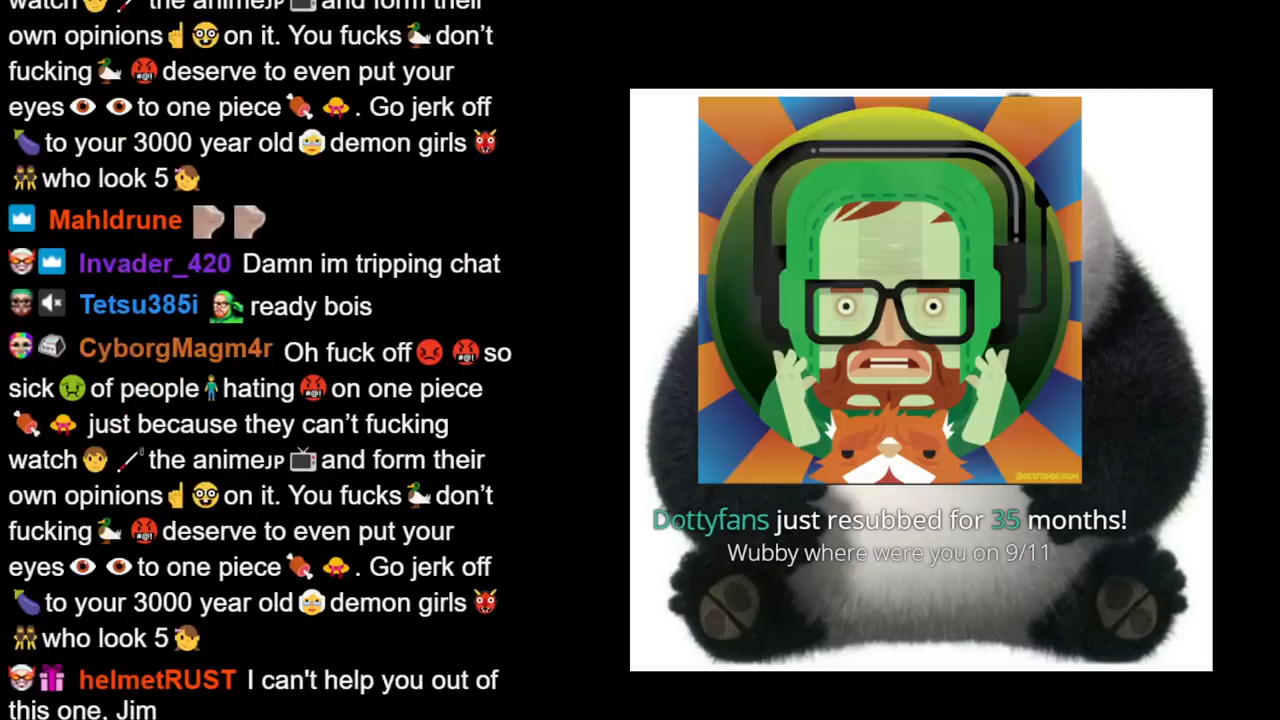 watch👨🦯the animeJP📺and form their
own opinions☝🤓on it. You fucks🦆don’t
fucking🦆🤬deserve to even put your
eyes👁👁to one piece🍖👒. Go jerk off
🍆to your 3000 year old👵demon girls👹
👯who look 5👧
Mahldrune
Invader_420 Damn im tripping chat
Tetsu385i ready bois
CyborgMagm4r Oh fuck off😡🤬so
sick🤢of people🧍‍♂️hating🤬on one piece
🍖👒just because they can’t fucking
watch👨🦯the animeJP📺and form their
own opinions☝🤓on it. You fucks🦆don’t
fucking🦆🤬deserve to even put your
eyes👁👁to one piece🍖👒. Go jerk off
🍆to your 3000 year old👵demon girls👹
👯who look 5👧
helmetRUST I can't help you out of
this one, Jim
@RESFISHDESIGN
Dottyfans just resubbed for 35 months!
Wubby where were you on 9/11